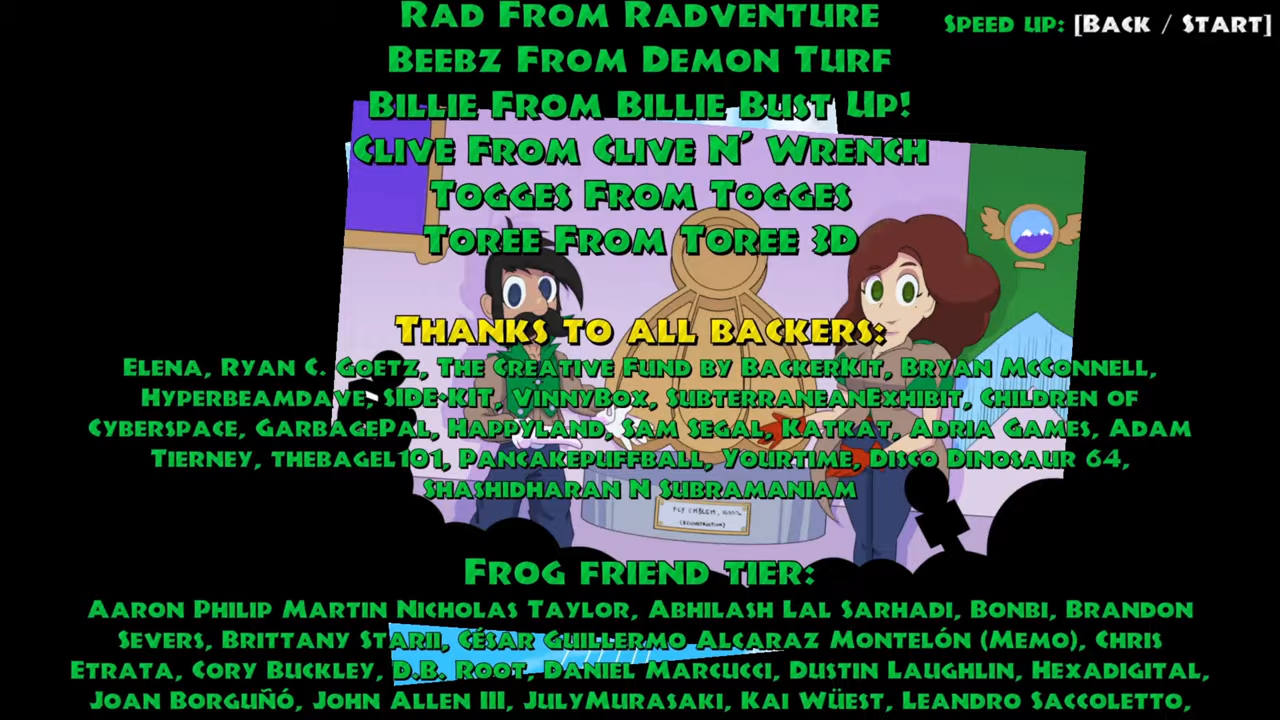 Rad From Radventure
Speed up: [Back / Start]
Beebz From Demon Turf
Billie From Billie Bust Up!
Clive From Clive N' Wrench
Togges From Togges
Toree From Toree 3D
Thanks to all backers:
Elena, Ryan C. Goetz, The Creative Fund by BackerKit, Bryan McConnell,
Hyperbeamdave, SIDE•KIT, VinnyBox, SubterraneanExhibit, Children of
Cyberspace, GarbagePal, Happyland, Sam Segal, KatKat, Adria Games, Adam
Tierney, thebagel101, Pancakepuffball, Yourtime, Disco Dinosaur 64,
Shashidharan N Subramaniam
Frog friend tier:
Aaron Philip Martin Nicholas Taylor, Abhilash Lal Sarhadi, Bonbi, Brandon
Severs, Brittany Starii, César Guillermo Alcaraz Montelón (Memo), Chris
Etrata, Cory Buckley, D.B. Root, Daniel Marcucci, Dustin Laughlin, Hexadigital,
Joan Borguñó, John Allen III, JulyMurasaki, Kai Wüest, Leandro Saccoletto,